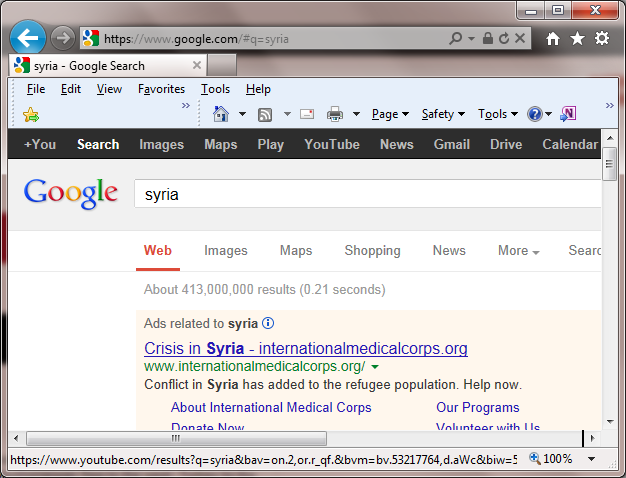 https://www.google.com/#q=syria
syria - Google Search
File Edit View Favorites Tools Help
Page Safety Tools
+You Search Images Maps Play YouTube News Gmail Drive Calendar
Google
syria
Web Images Maps Shopping News More Searc
About 413,000,000 results (0.21 seconds)
Ads related to syria
Crisis in Syria - internationalmedicalcorps.org
www.internationalmedicalcorps.org/
Conflict in Syria has added to the refugee population. Help now.
About International Medical Corps Our Programs
Donate Now Volunteer with Us
https://www.youtube.com/results?q=syria&bav=on.2,or.r_qf.&bvm=bv.53217764,d.aWc&biw=5 100%